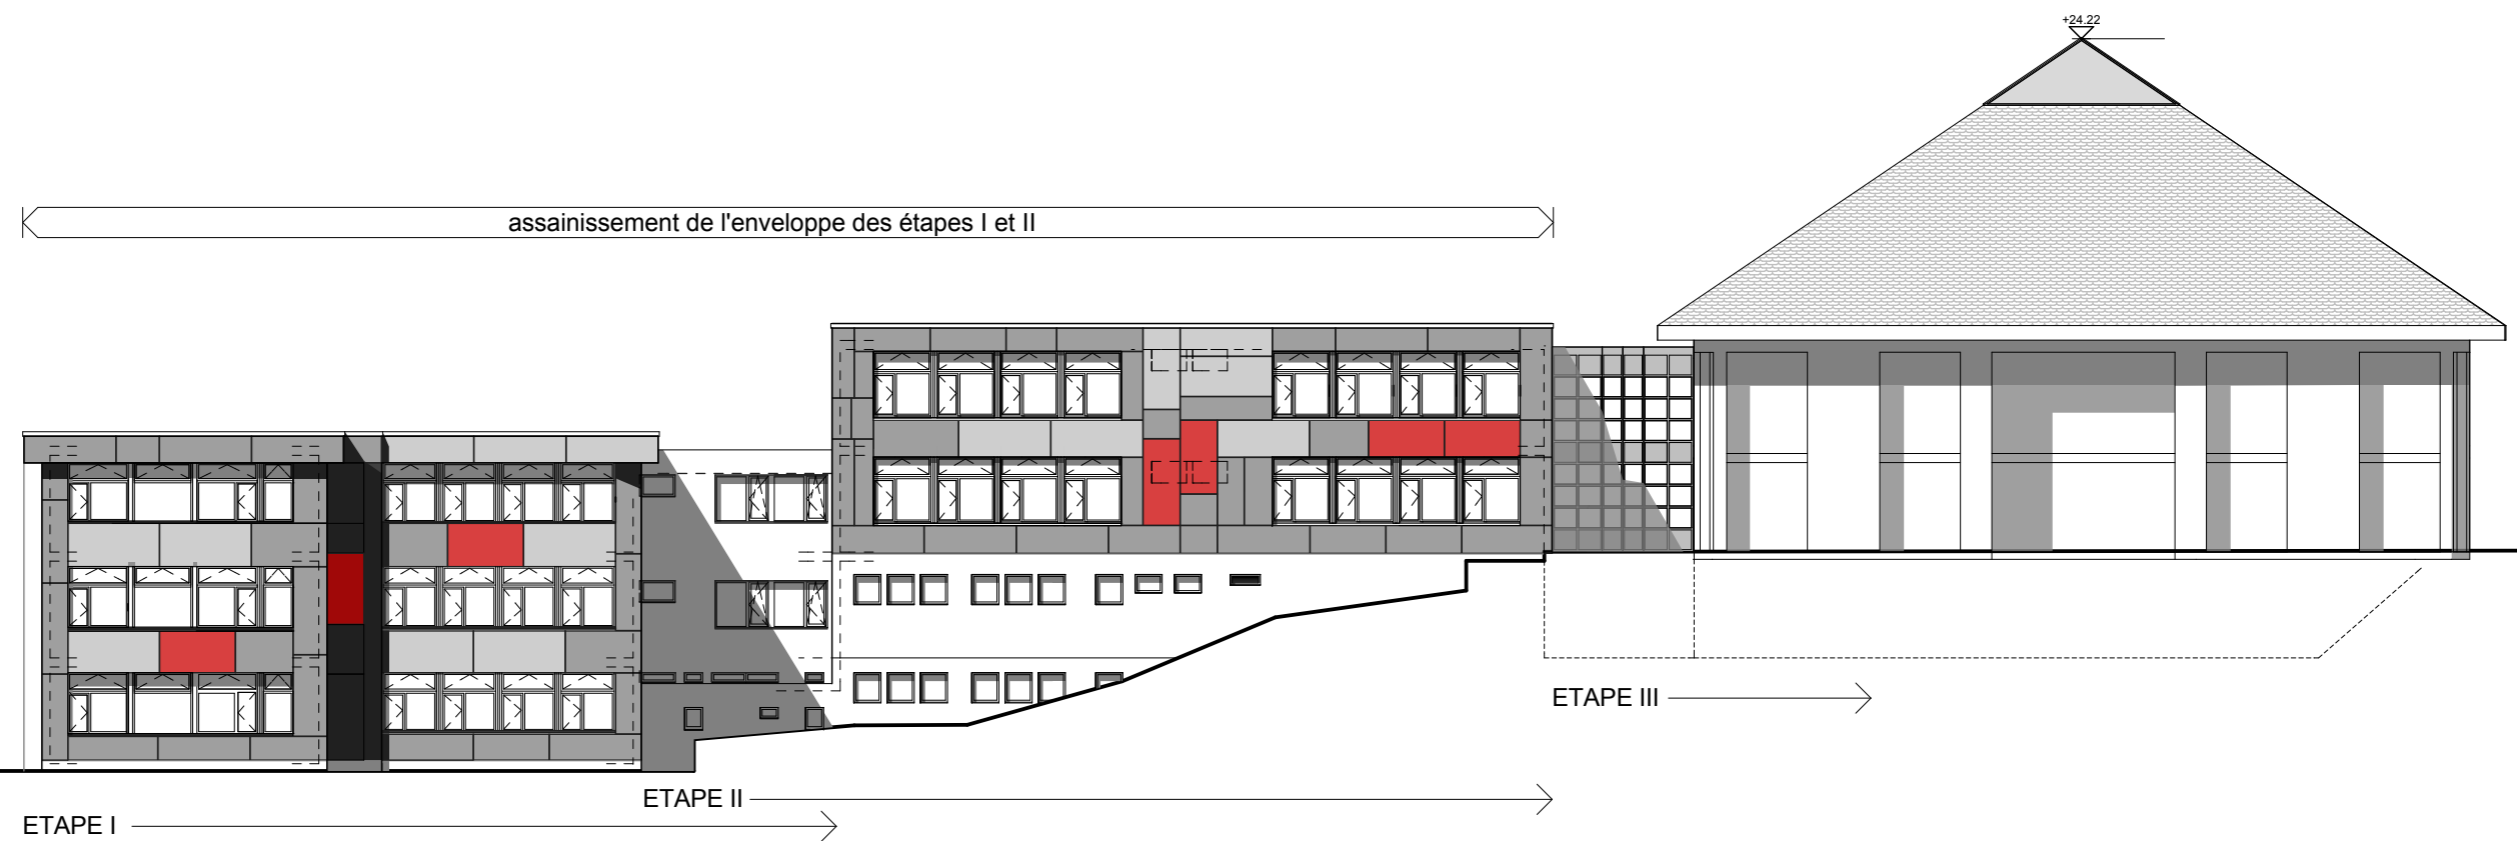 +24.22
assainissement de l'enveloppe des étapes I et II
ETAPE III
ETAPE II
ETAPE I